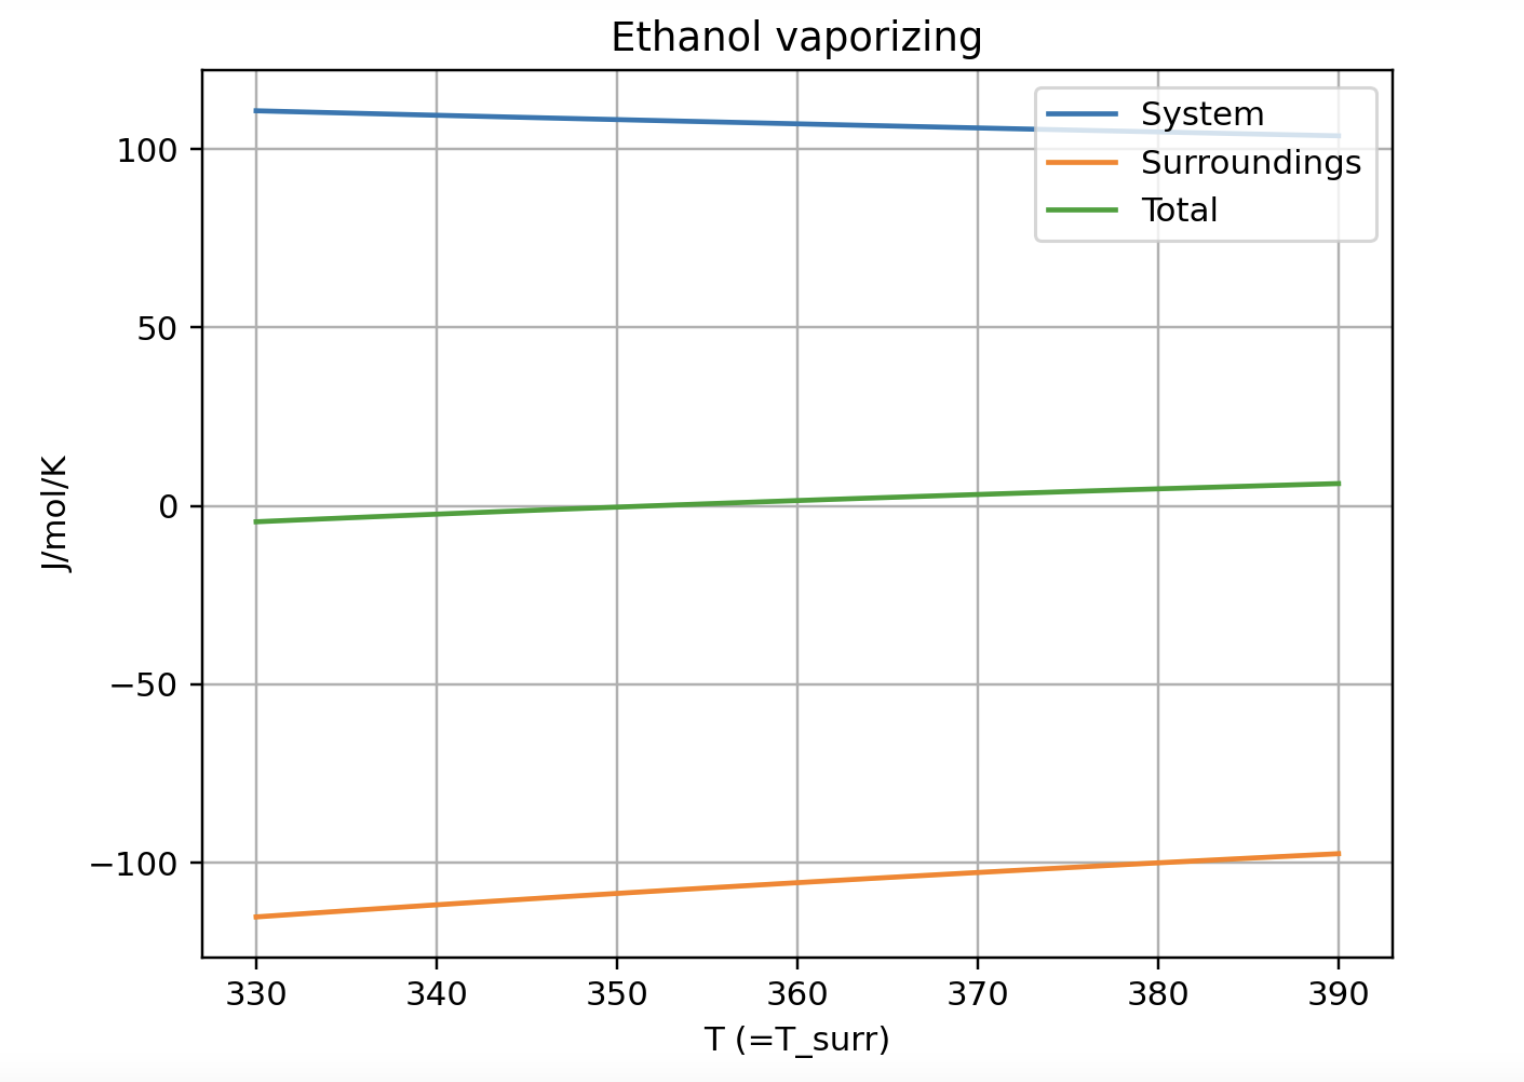 Ethanol vaporizing
System
Surroundings
Total
100
50
0
−50
−100
J/mol/K
330 340 350 360 370 380 390
T (=T_surr)